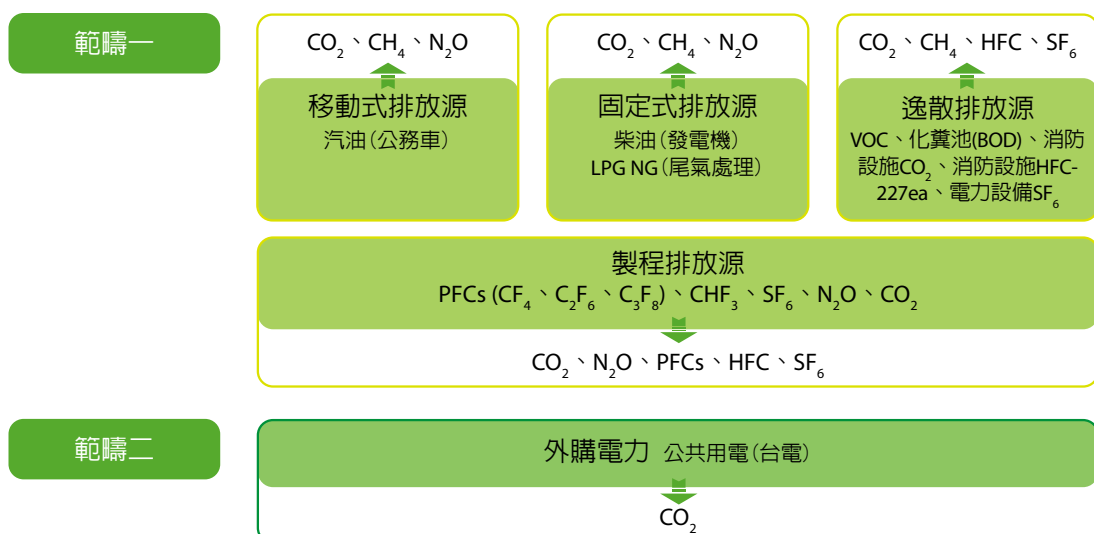 範疇一
CO₂、CH₄、N₂O
移動式排放源
汽油(公務車)
CO₂、CH₄、N₂O
固定式排放源
柴油(發電機)
LPG NG(尾氣處理)
CO₂、CH₄、HFC、SF₆
逸散排放源
VOC、化糞池(BOD)、消防
設施CO₂、消防設施HFC-
227ea、電力設備SF₆
製程排放源
PFCs (CF₄、C₂F₆、C₃F₈)、CHF₃、SF₆、N₂O、CO₂
CO₂、N₂O、PFCs、HFC、SF₆
範疇二
外購電力 公共用電(台電)
CO₂